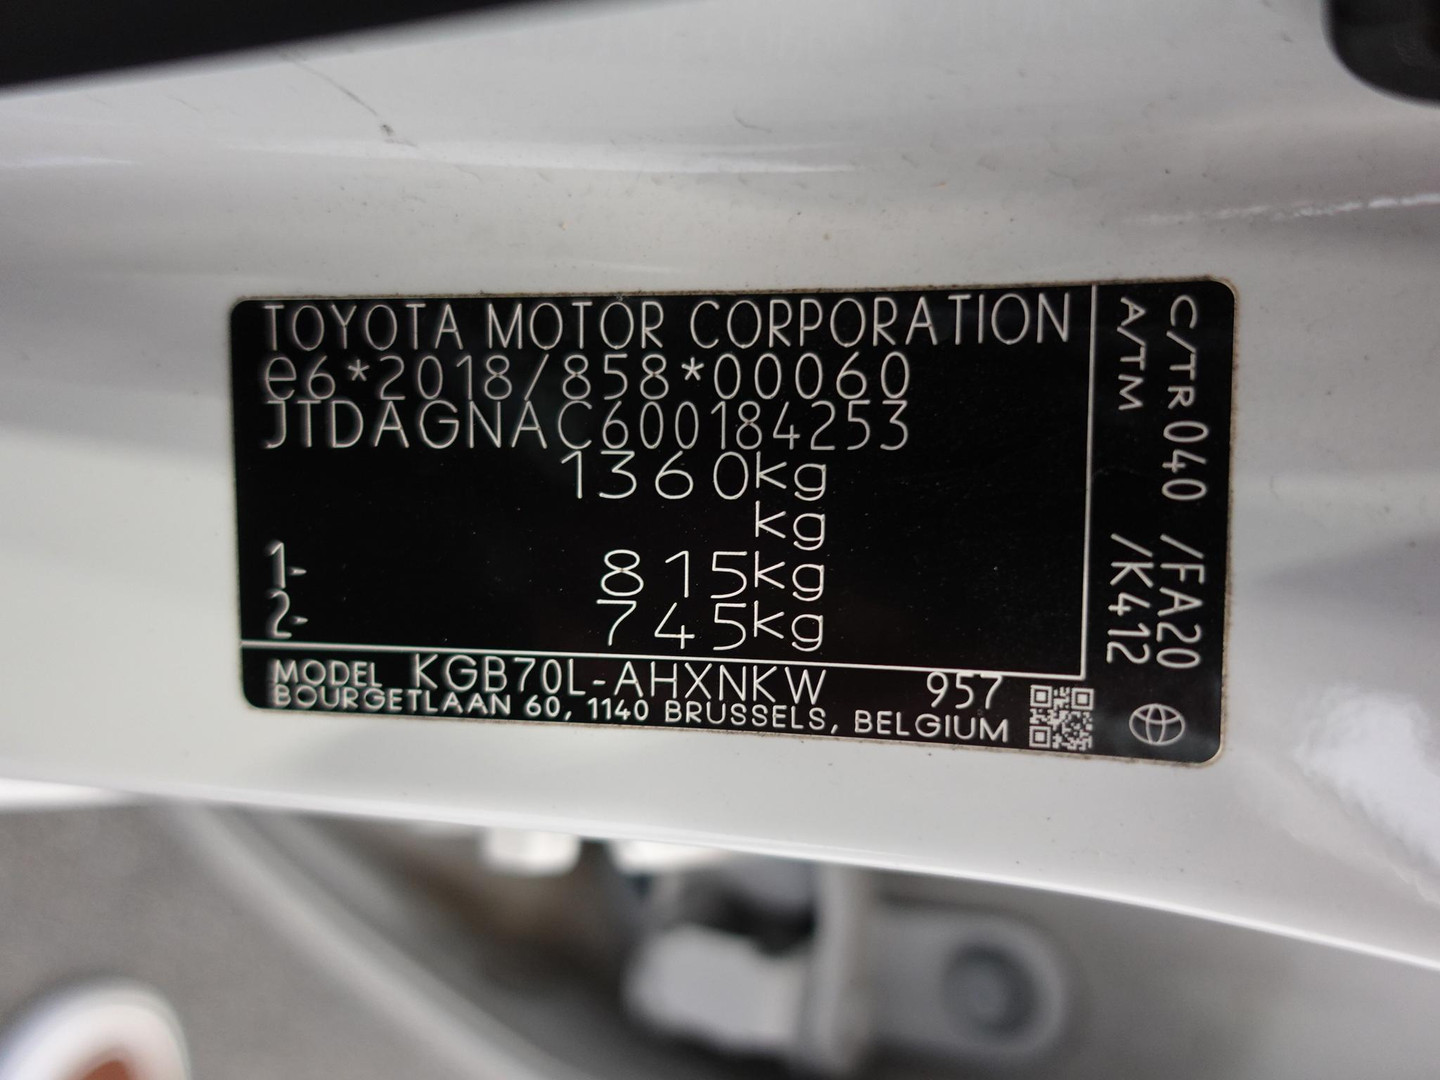 TOYOTA MOTOR CORPORATION
e6*2018/858*00060
JTDAGNAC600184253
1360kg
kg
1- 815kg
2- 745kg
MODEL KGB70L-AHXNKW 957
BOURGETLAAN 60, 1140 BRUSSELS, BELGIUM
C/TR 040 /FA20
A/TM /K412